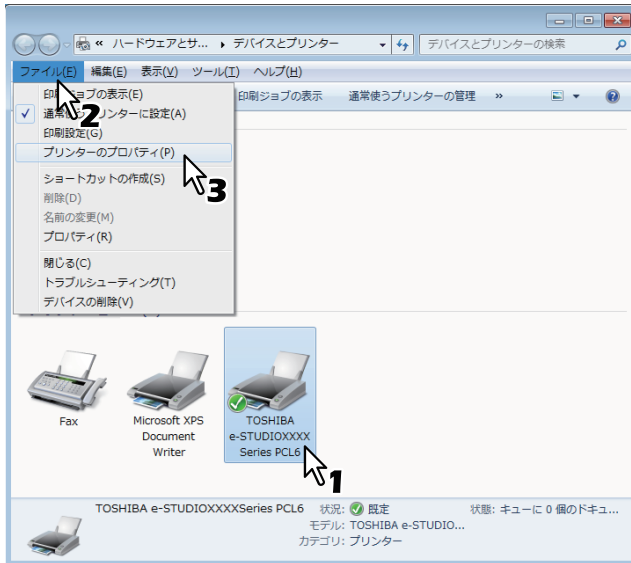 « ハードウェアとサ... ▸ デバイスとプリンター
デバイスとプリンターの検索
ファイル(F) 編集(E) 表示(V) ツール(T) ヘルプ(H)
印刷ジョブの表示 通常使うプリンターの管理 »
印刷ジョブの表示(E)
通常使うプリンターに設定(A)
2
印刷設定(G)
プリンターのプロパティ(P)
3
ショートカットの作成(S)
削除(D)
名前の変更(M)
プロパティ(R)
閉じる(C)
トラブルシューティング(T)
デバイスの削除(V)
Fax
Microsoft XPS
Document
Writer
TOSHIBA
e-STUDIOXXXX
Series PCL6
1
TOSHIBA e-STUDIOXXXXSeries PCL6 状況: 既定 状態: キューに 0 個のドキュ...
モデル: TOSHIBA e-STUDIO...
カテゴリ: プリンター